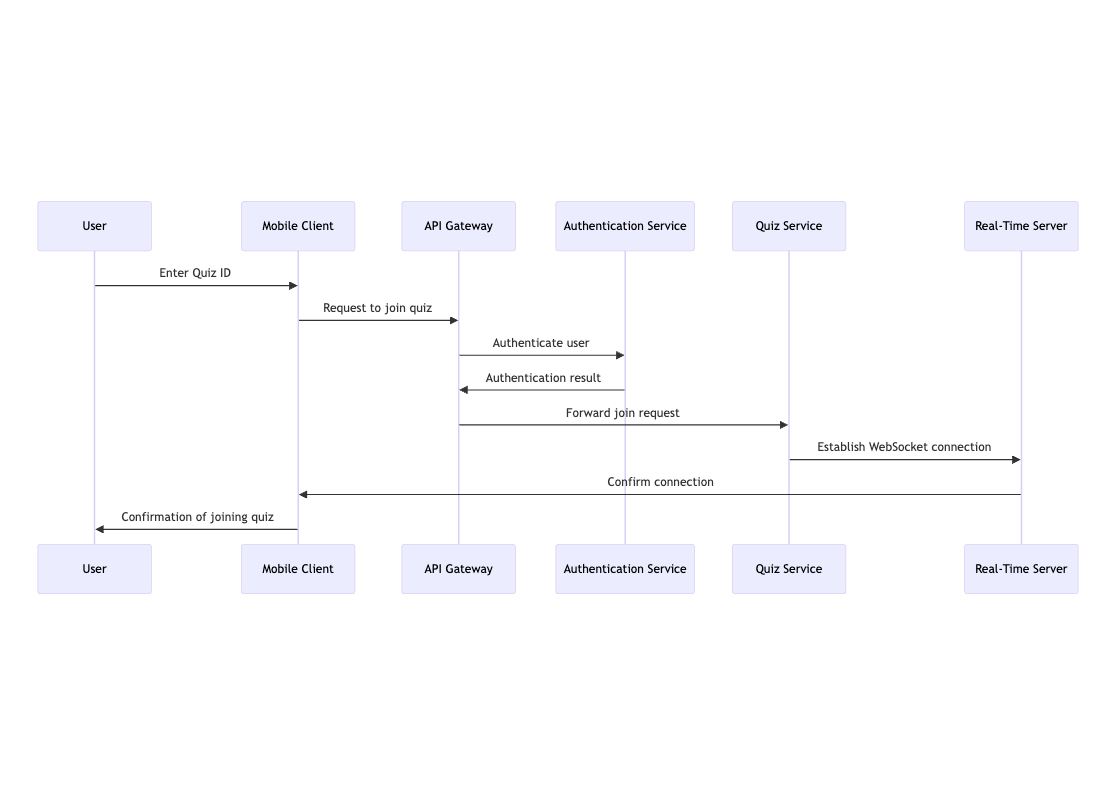 User
Mobile Client
API Gateway
Authentication Service
Quiz Service
Real-Time Server
Enter Quiz ID
Request to join quiz
Authenticate user
Authentication result
Forward join request
Establish WebSocket connection
Confirm connection
Confirmation of joining quiz
User
Mobile Client
API Gateway
Authentication Service
Quiz Service
Real-Time Server